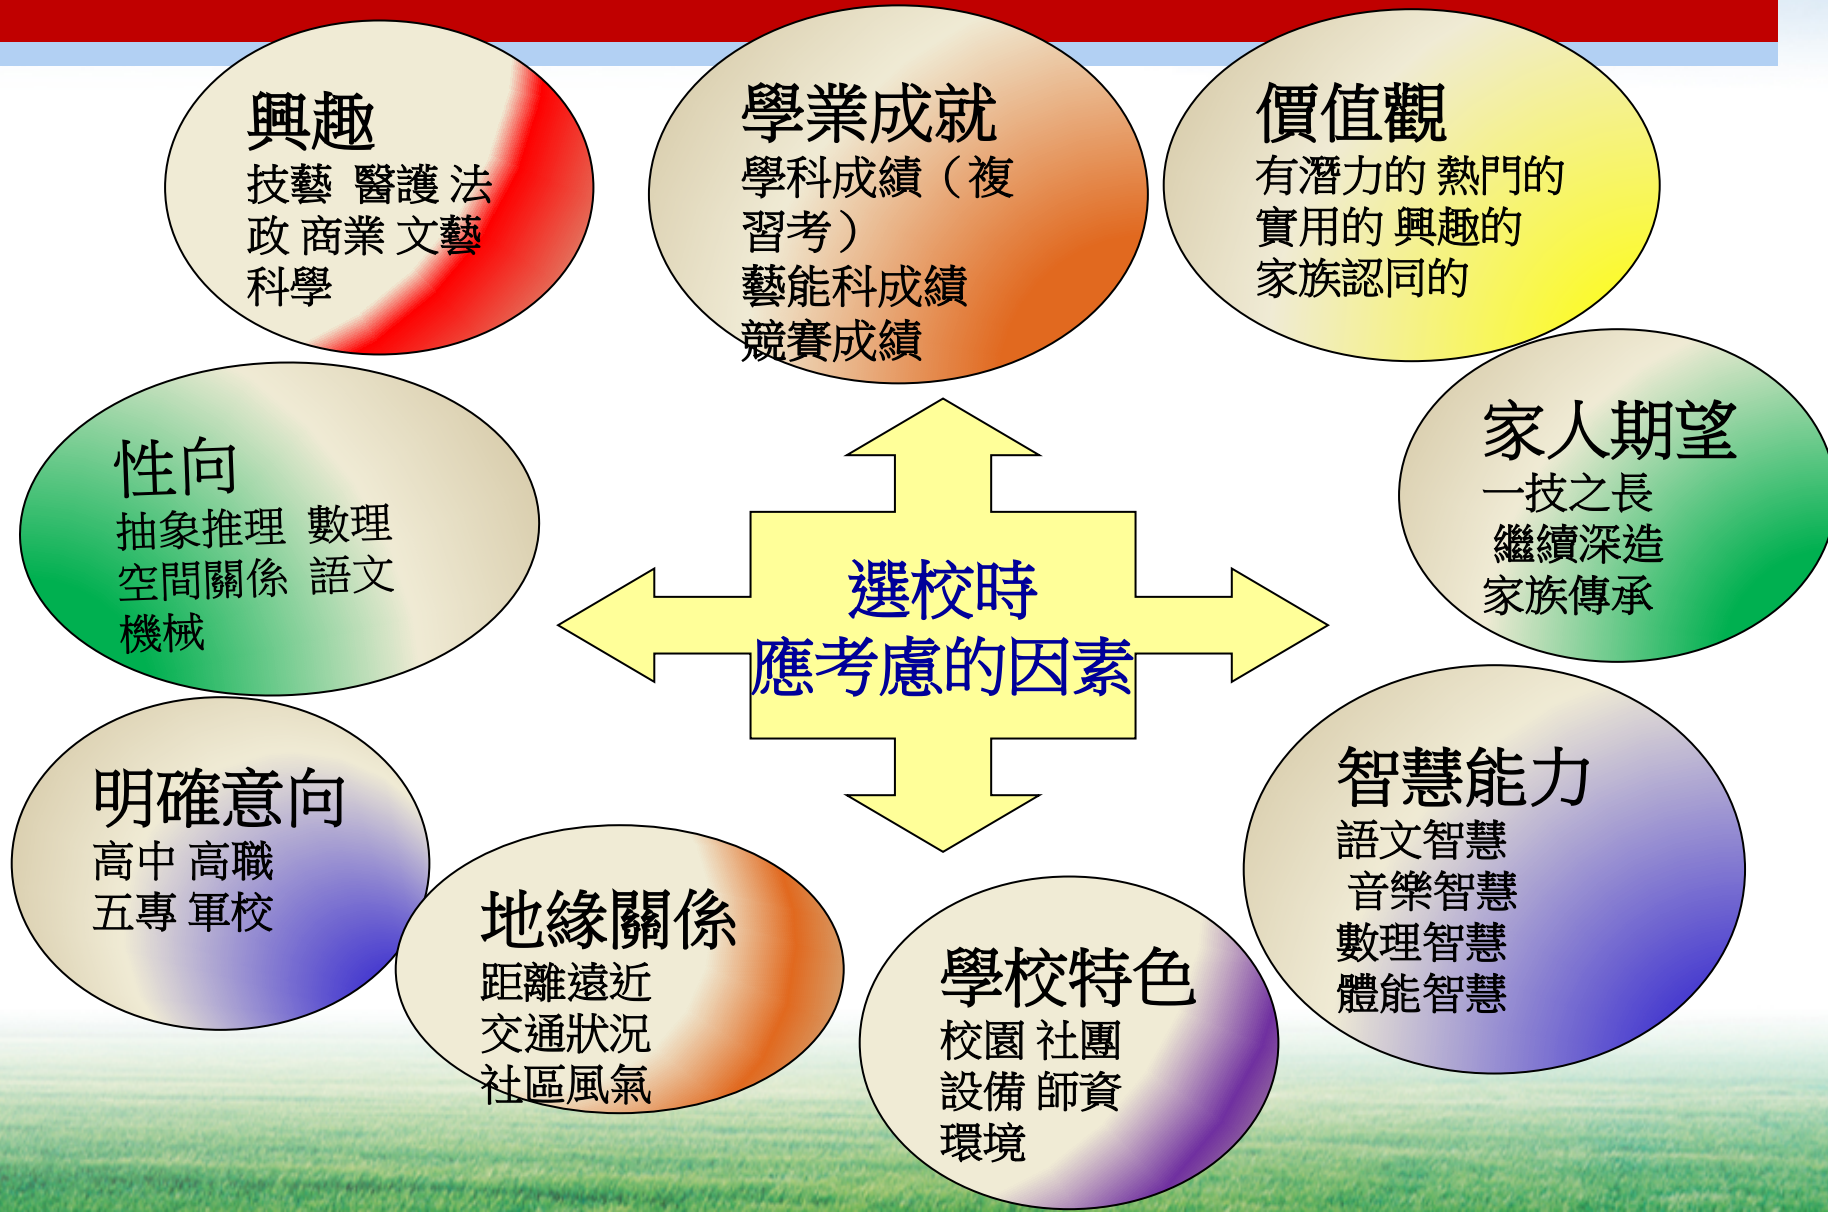 興趣
技藝 醫護 法
政 商業 文藝
科學
學業成就
學科成績（複
習考）
藝能科成績
競賽成績
價值觀
有潛力的 熱門的
實用的 興趣的
家族認同的
性向
抽象推理 數理
空間關係 語文
機械
家人期望
一技之長
繼續深造
家族傳承
選校時
應考慮的因素
明確意向
高中 高職
五專 軍校
地緣關係
距離遠近
交通狀況
社區風氣
學校特色
校園 社團
設備 師資
環境
智慧能力
語文智慧
音樂智慧
數理智慧
體能智慧